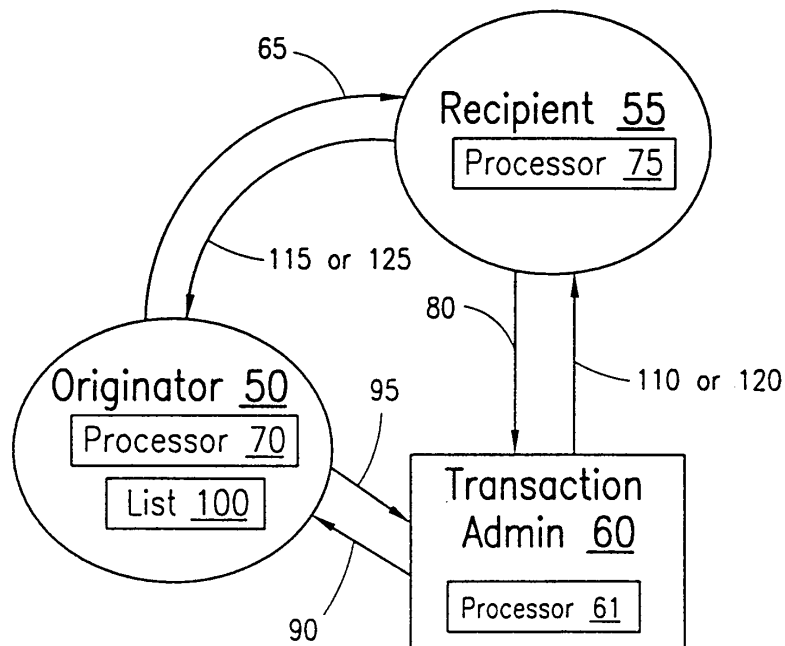 65
Recipient 55
Processor 75
115 or 125
80
110 or 120
Originator 50
Processor 70
List 100
95
Transaction
Admin 60
Processor 61
90